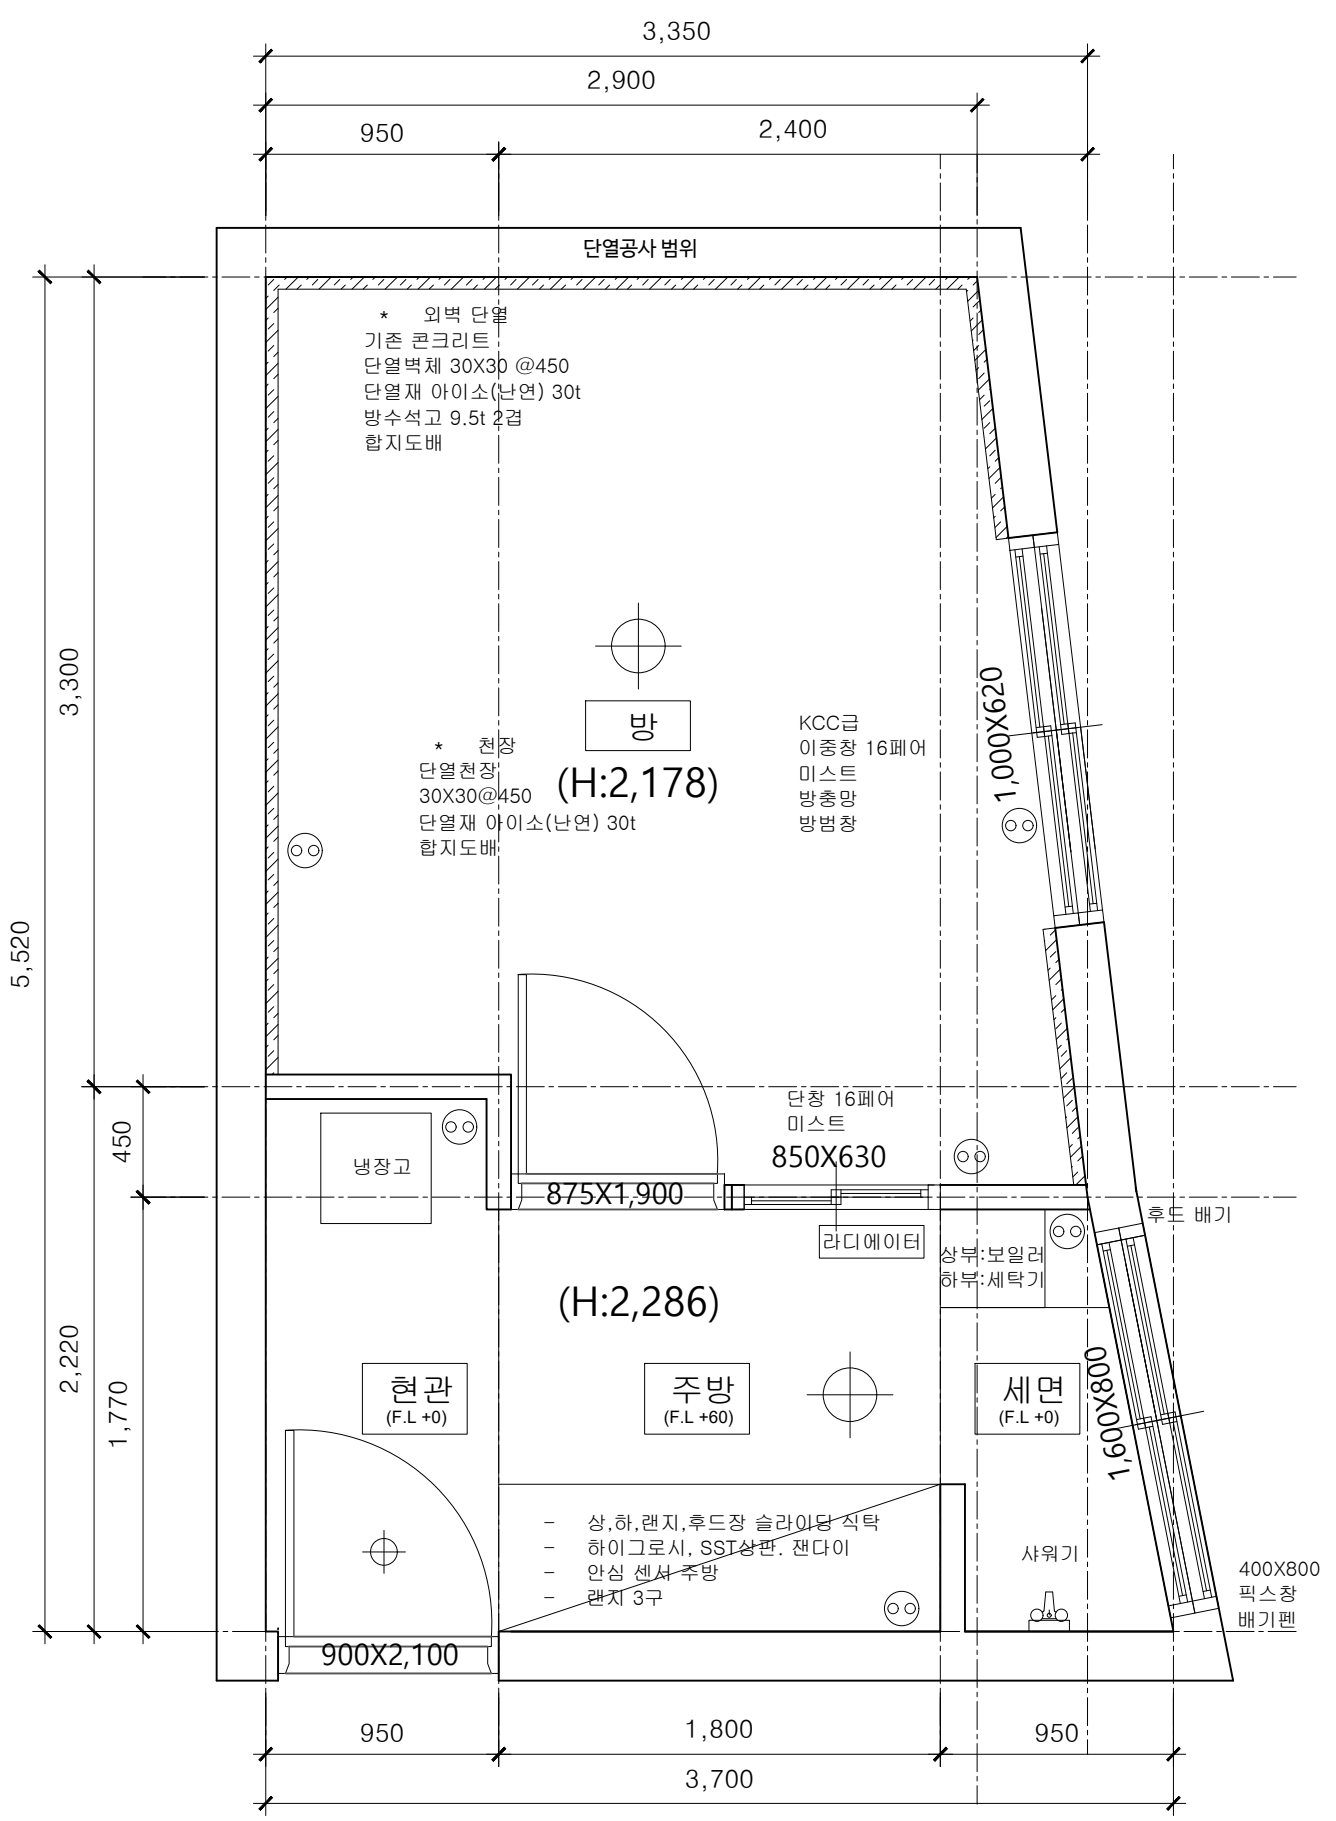 3,350
2,900
950
2,400
단열공사 범위
* 외벽 단열
기존 콘크리트
단열벽체 30X30 @450
단열재 아이소(난연) 30t
방수석고 9.5t 2겹
합지도배
3,300
5,520
방
(H:2,178)
* 천장
단열천장
30X30@450
단열재 아이소(난연) 30t
합지도배
KCC급
이중창 16페어
미스트
방충망
방범창
1,000X620
450
냉장고
875X1,900
단창 16페어
미스트
850X630
라디에이터
후드 배기
상부:보일러
하부:세탁기
(H:2,286)
2,220
1,770
현관
(F.L +0)
주방
(F.L +60)
세면
(F.L +0)
1,600X800
- 상,하,랜지,후드장 슬라이딩 식탁
- 하이그로시, SST상판. 잰다이
- 안심 센서 주방
- 랜지 3구
샤워기
400X800
픽스창
배기펜
900X2,100
950
1,800
950
3,700